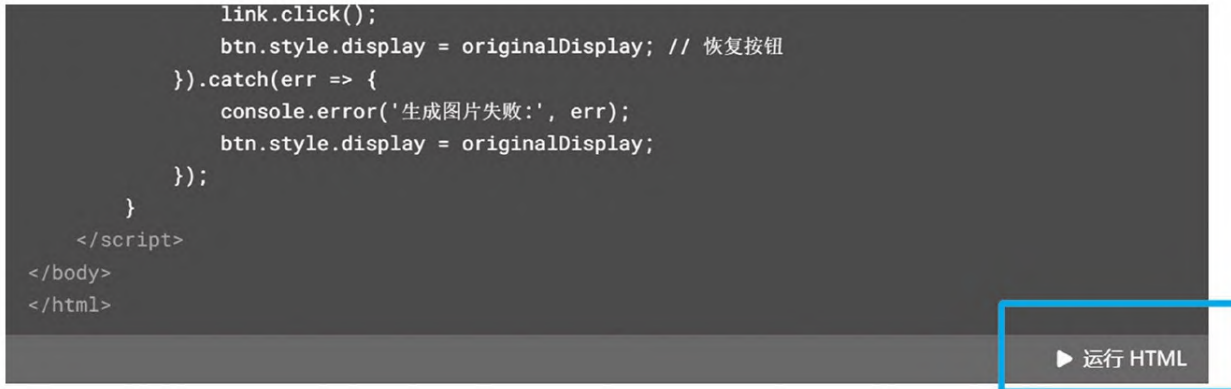 link.click();
btn.style.display = originalDisplay; // 恢复按钮
}).catch(err => {
console.error('生成图片失败:', err);
btn.style.display = originalDisplay;
});
}
</script>
</body>
</html>
▶ 运行 HTML